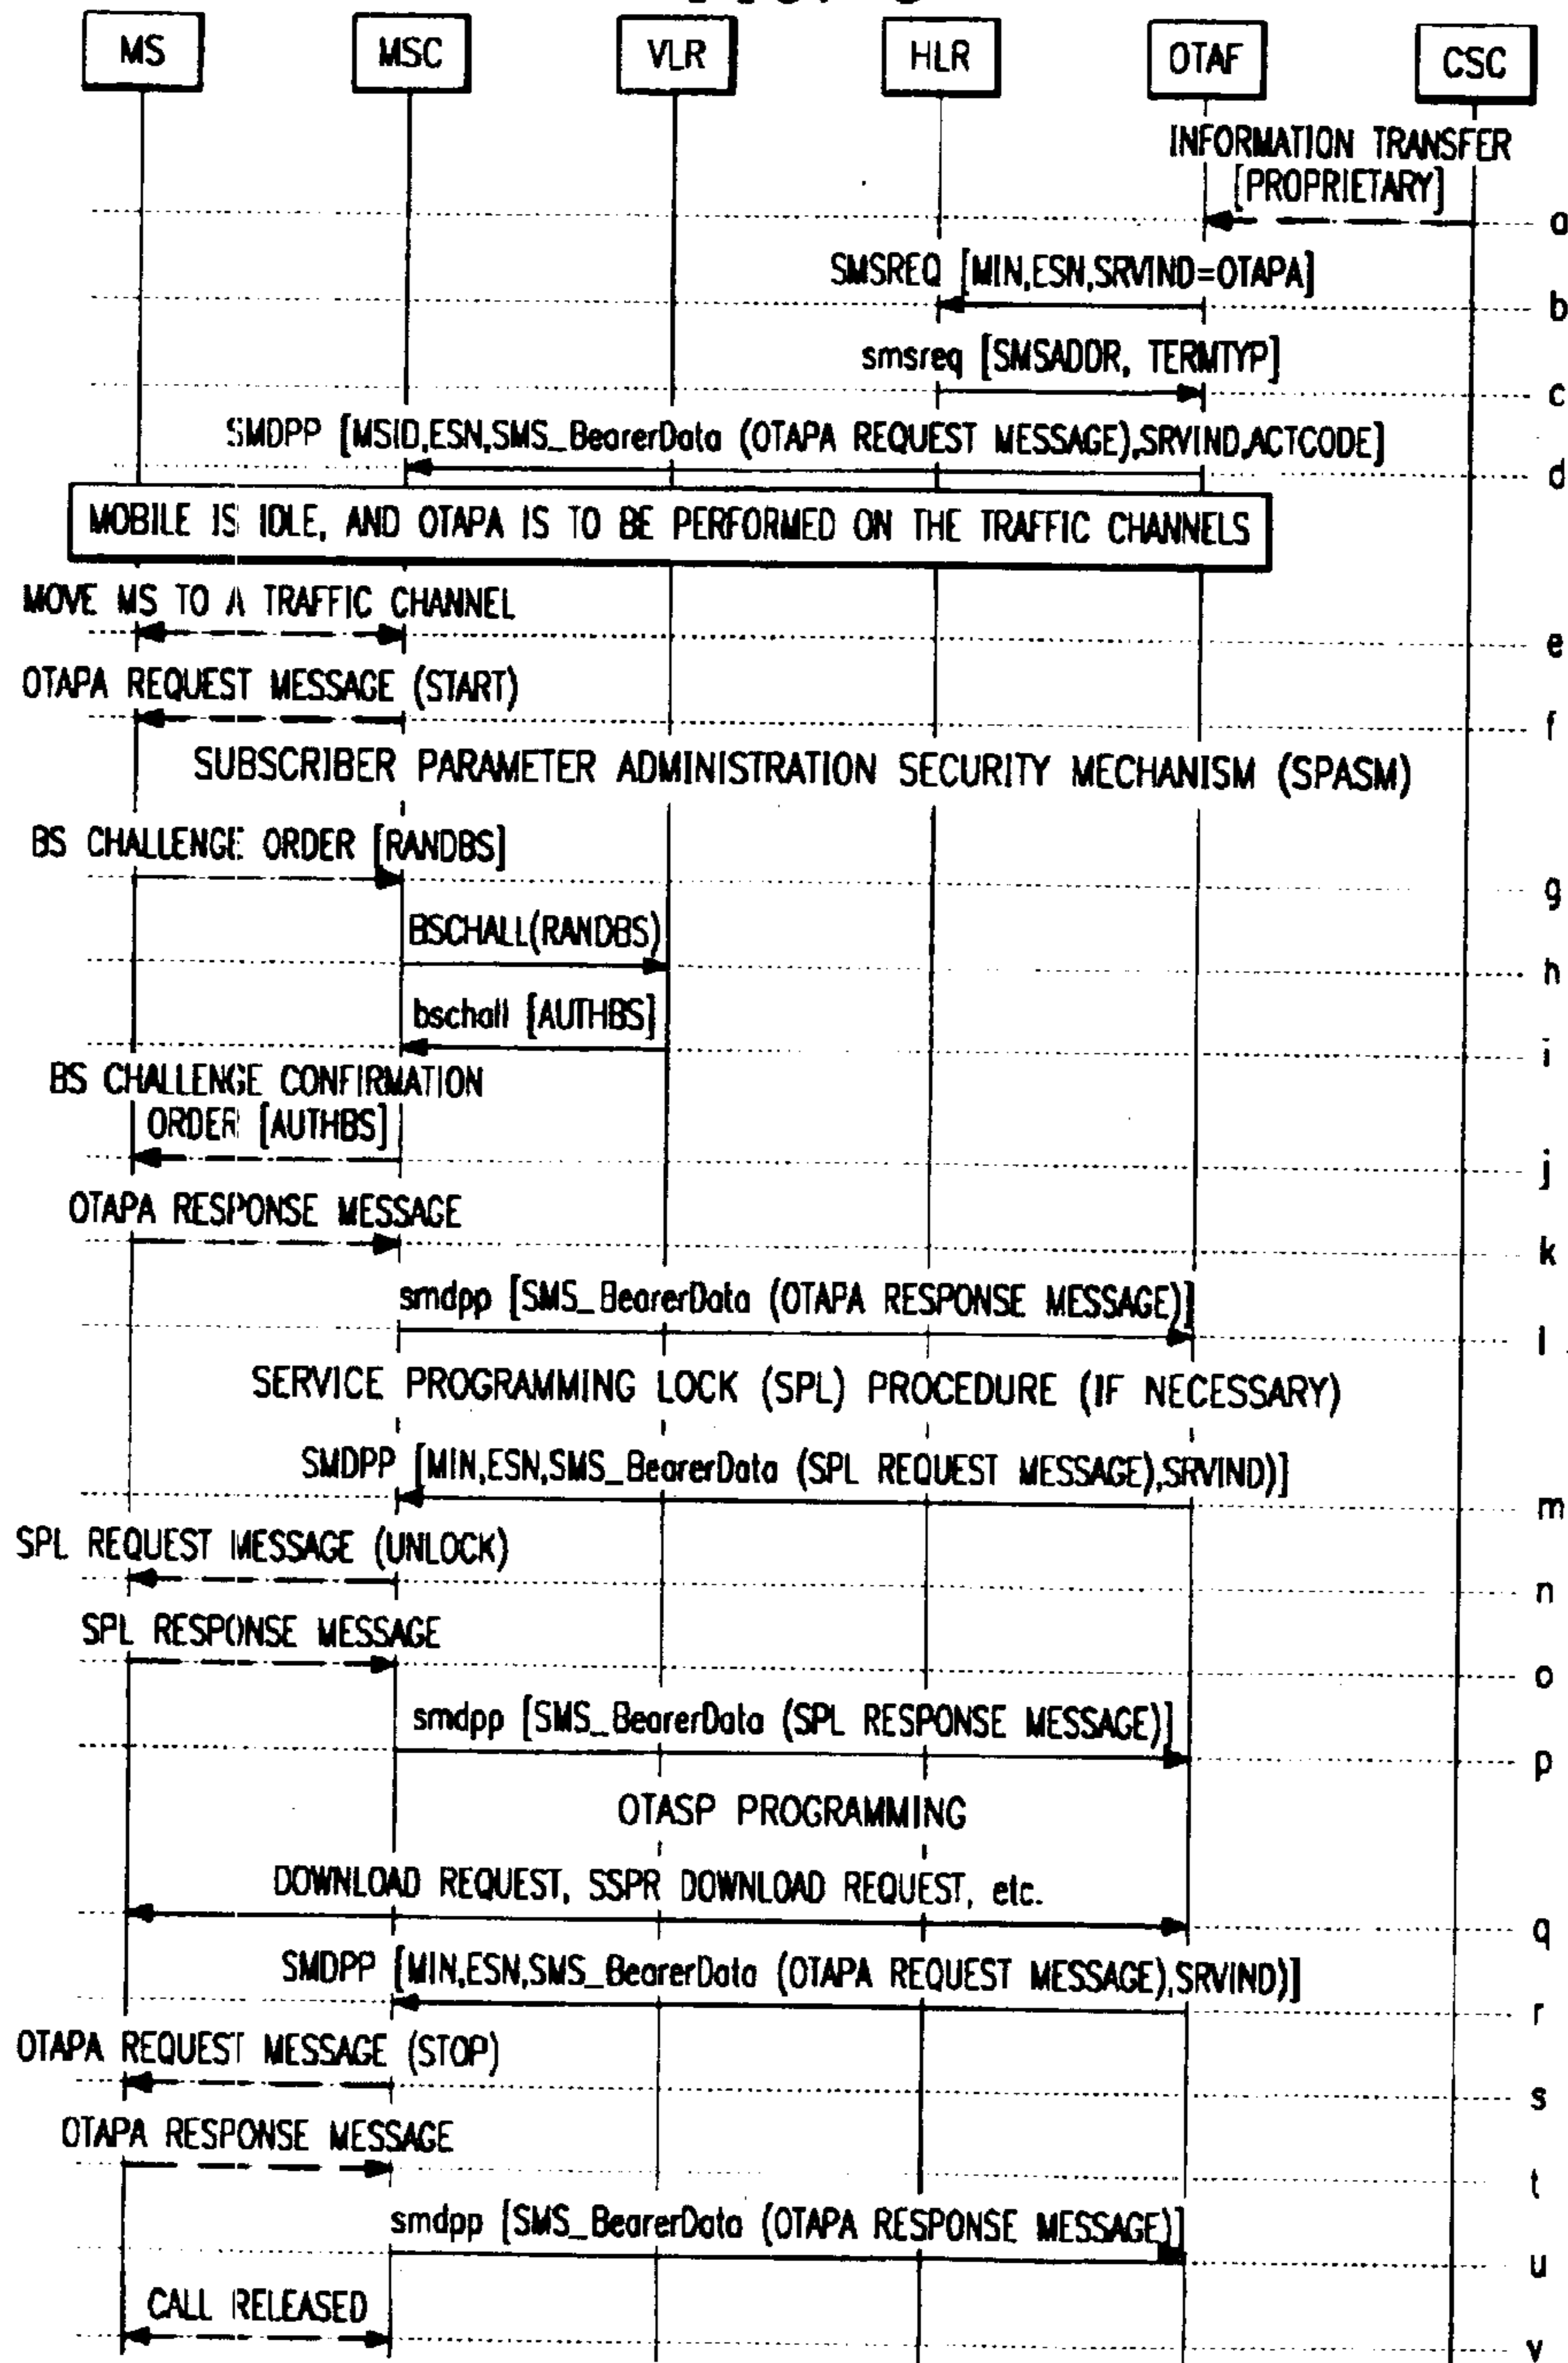 MS MSC VLR HLR OTAF CSC
INFORMATION TRANSFER
[PROPRIETARY]
a
SMSREQ [MIN,ESN,SRVIND=OTAPA]
b
smsreq [SMSADDR, TERMTYP]
c
SMDPP [MSID,ESN,SMS_BearerData (OTAPA REQUEST MESSAGE),SRVIND,ACTCODE]
d
MOBILE IS IDLE, AND OTAPA IS TO BE PERFORMED ON THE TRAFFIC CHANNELS
MOVE MS TO A TRAFFIC CHANNEL
e
OTAPA REQUEST MESSAGE (START)
f
SUBSCRIBER PARAMETER ADMINISTRATION SECURITY MECHANISM (SPASM)
BS CHALLENGE ORDER [RANDBS]
g
BSCHALL(RANDBS)
h
bschall [AUTHBS]
i
BS CHALLENGE CONFIRMATION
ORDER [AUTHBS]
j
OTAPA RESPONSE MESSAGE
k
smdpp [SMS_BearerData (OTAPA RESPONSE MESSAGE)]
l
SERVICE PROGRAMMING LOCK (SPL) PROCEDURE (IF NECESSARY)
SMDPP [MIN,ESN,SMS_BearerData (SPL REQUEST MESSAGE),SRVIND)]
m
SPL REQUEST MESSAGE (UNLOCK)
n
SPL RESPONSE MESSAGE
o
smdpp [SMS_BearerData (SPL RESPONSE MESSAGE)]
p
OTASP PROGRAMMING
DOWNLOAD REQUEST, SSPR DOWNLOAD REQUEST, etc.
q
SMDPP [MIN,ESN,SMS_BearerData (OTAPA REQUEST MESSAGE),SRVIND)]
r
OTAPA REQUEST MESSAGE (STOP)
s
OTAPA RESPONSE MESSAGE
t
smdpp [SMS_BearerData (OTAPA RESPONSE MESSAGE)]
u
CALL RELEASED
v